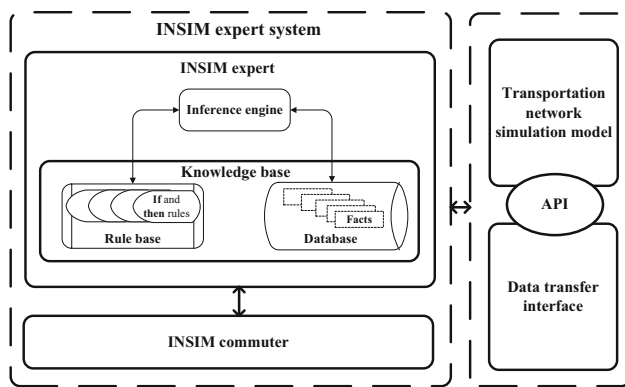 INSIM expert system
INSIM expert
Inference engine
Knowledge base
If and
then rules
Rule base
Facts
Database
INSIM commuter
Transportation
network
simulation model
API
Data transfer
interface